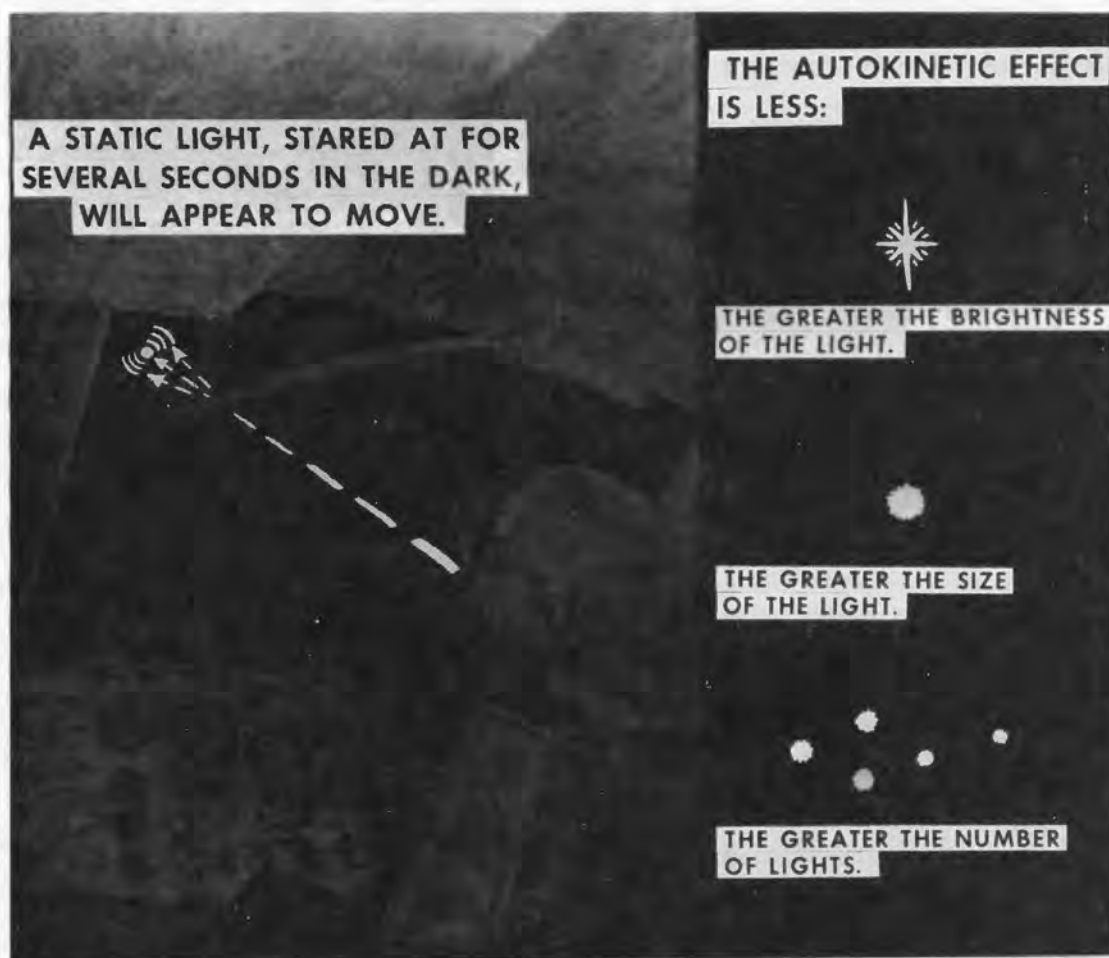 A STATIC LIGHT, STARED AT FOR
SEVERAL SECONDS IN THE DARK,
WILL APPEAR TO MOVE.
THE AUTOKINETIC EFFECT
IS LESS:
THE GREATER THE BRIGHTNESS
OF THE LIGHT.
THE GREATER THE SIZE
OF THE LIGHT.
THE GREATER THE NUMBER
OF LIGHTS.